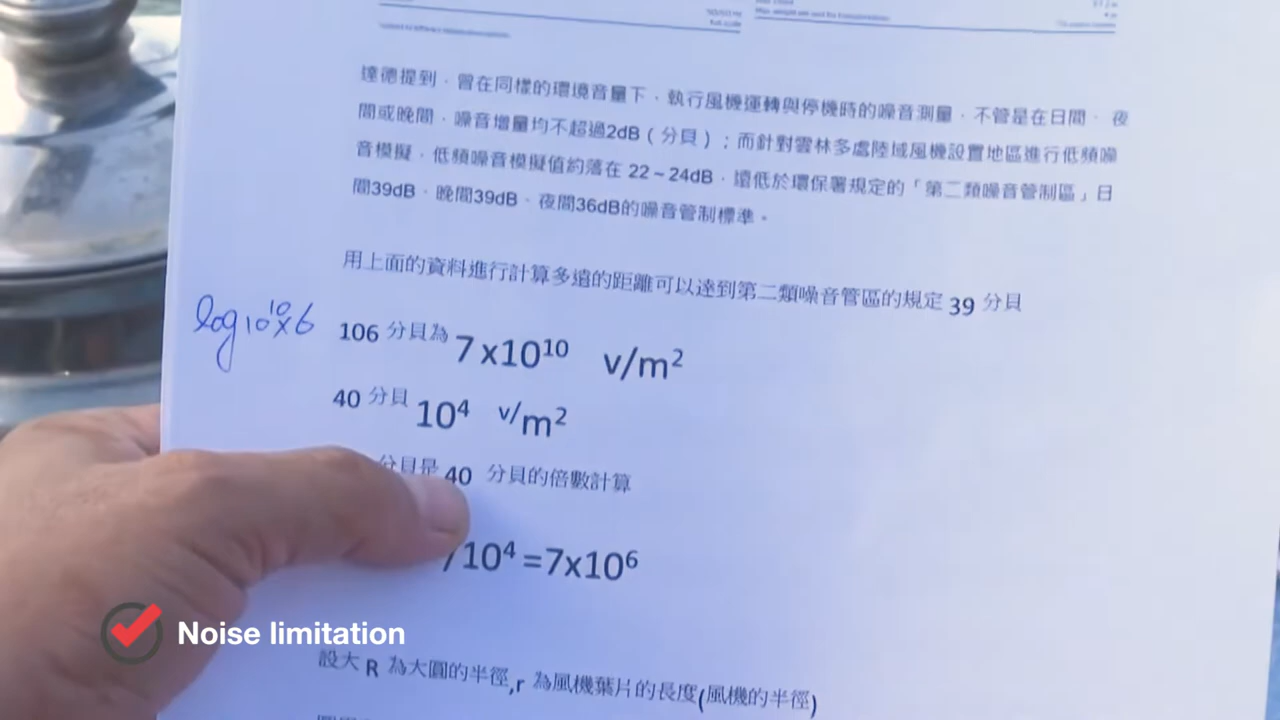 達德提到，曾在同樣的環境音量下，執行風機運轉與停機時的噪音測量，不管是在日間、夜
間或晚間，噪音增量均不超過2dB（分貝）；而針對雲林多處陸域風機設置地區進行低頻噪
音模擬，低頻噪音模擬值約落在 22～24dB，遠低於環保署規定的「第二類噪音管制區」日
間39dB、晚間39dB、夜間36dB的噪音管制標準。
用上面的資料進行計算多遠的距離可以達到第二類噪音管區的規定 39 分貝
106 分貝為 7x10¹⁰ v/m²
40 分貝 10⁴ v/m²
分貝是 40 分貝的倍數計算
/10⁴=7x10⁶
Noise limitation
設大 R 為大圓的半徑,r 為風機葉片的長度(風機的半徑)